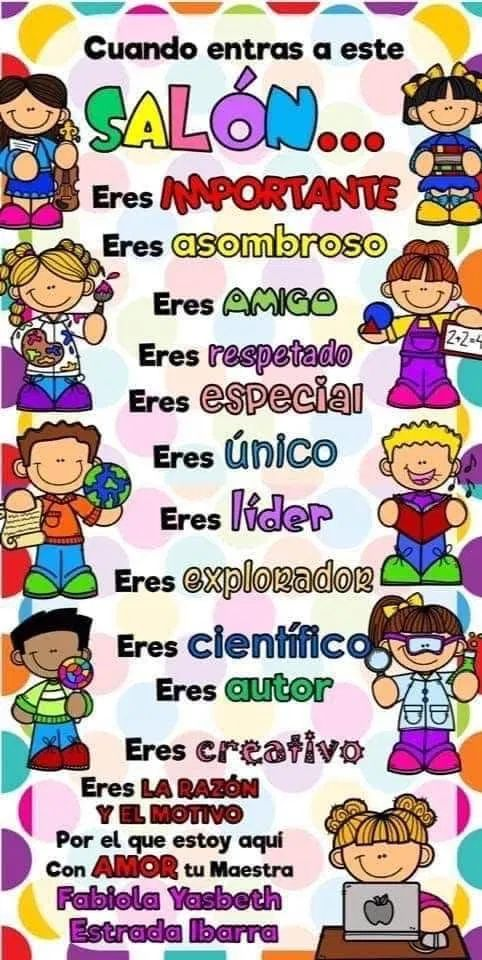 Cuando entras a este
SALÓN...
Eres IMPORTANTE
Eres asombroso
Eres AMIGO
Eres respetado
Eres especial
Eres único
Eres líder
Eres explorador
Eres científico
Eres autor
Eres creativo
Eres LA RAZÓN
Y EL MOTIVO
Por el que estoy aquí
Con AMOR tu Maestra
Fabiola Yasbeth
Estrada Ibarra
2+2=4